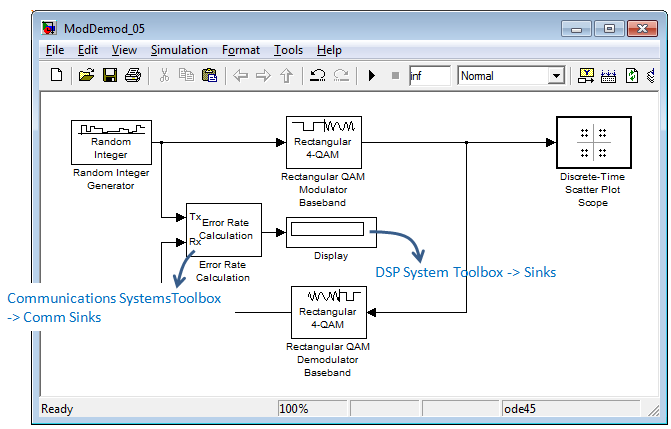 ModDemod_05
File Edit View Simulation Format Tools Help
inf Normal
Random
Integer
Random Integer
Generator
Rectangular
4-QAM
Rectangular QAM
Modulator
Baseband
Discrete-Time
Scatter Plot
Scope
Tx
Rx
Error Rate
Calculation
Error Rate
Calculation
Display
DSP System Toolbox -> Sinks
Communications SystemsToolbox
-> Comm Sinks
Rectangular
4-QAM
Rectangular QAM
Demodulator
Baseband
Ready 100% ode45